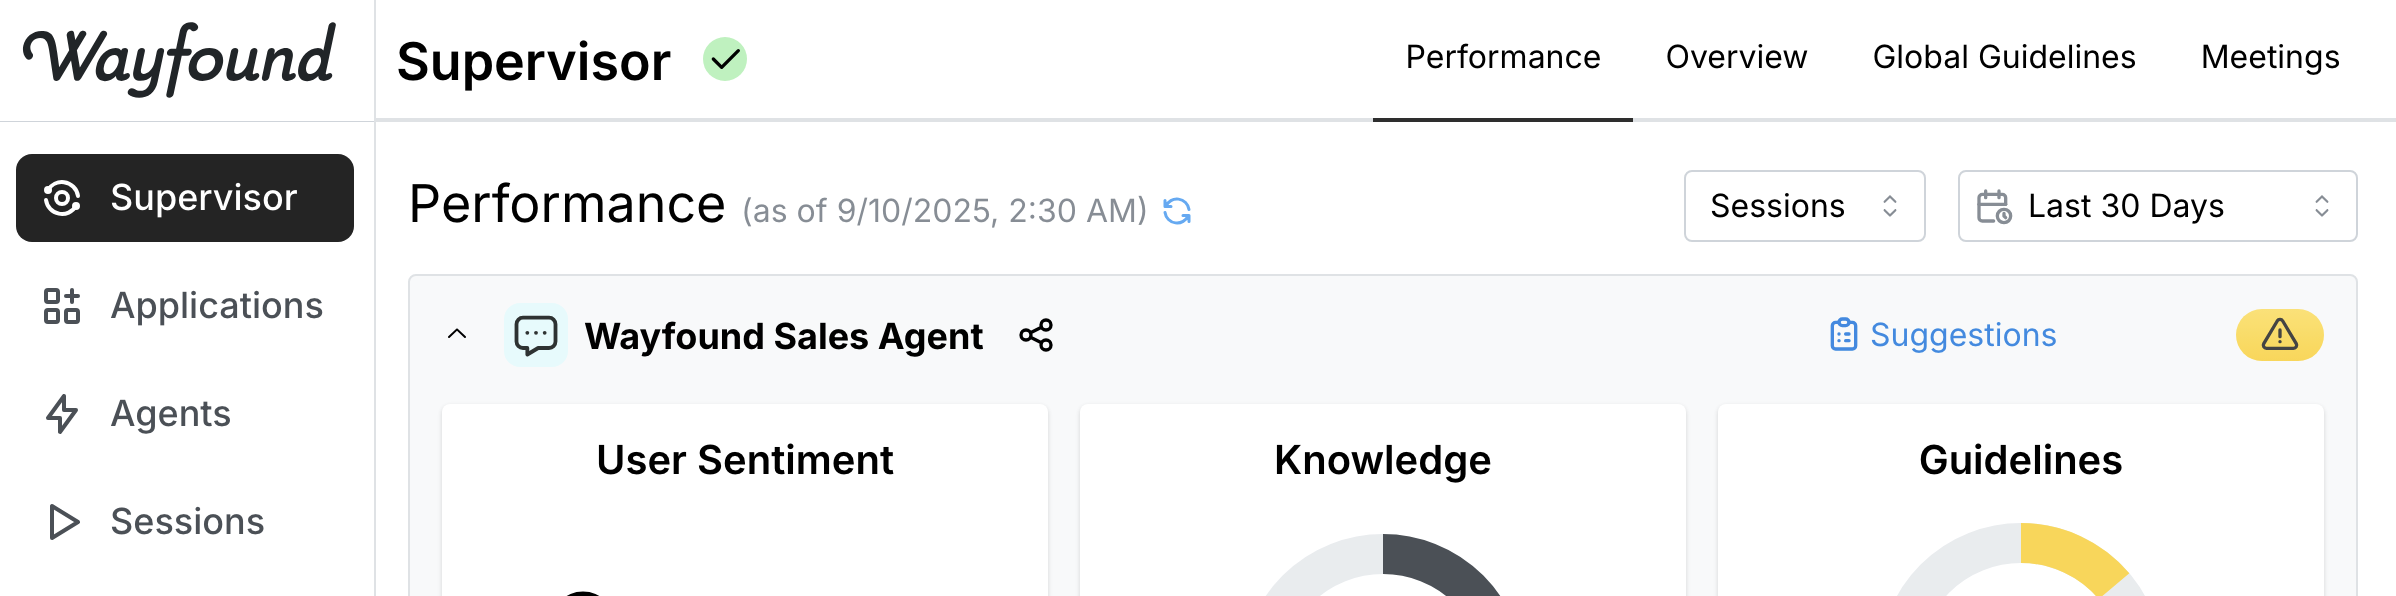 Wayfound
Supervisor
Performance
Overview
Global Guidelines
Meetings
Supervisor
Applications
Agents
Sessions
Performance (as of 9/10/2025, 2:30 AM)
Sessions
Last 30 Days
Wayfound Sales Agent
Suggestions
User Sentiment
Knowledge
Guidelines